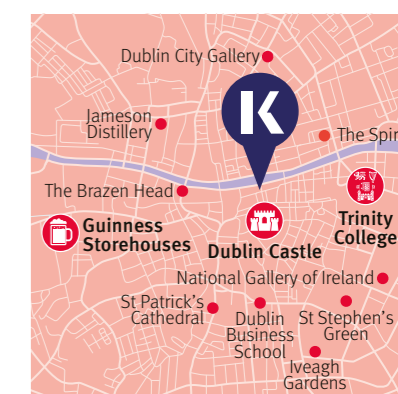 Dublin City Gallery
K
Jameson
Distillery
The Spir
The Brazen Head
Guinness
Storehouses
Trinity
College
Dublin Castle
National Gallery of Ireland
St Patrick's
Cathedral
Dublin
Business
School
St Stephen's
Green
Iveagh
Gardens